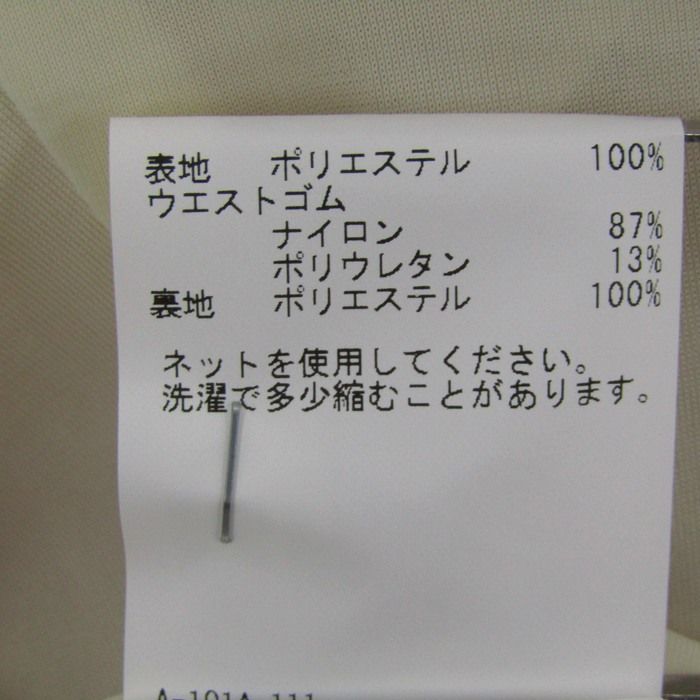 表地 ポリエステル 100%
ウエストゴム
ナイロン 87%
ポリウレタン 13%
裏地 ポリエステル 100%
ネットを使用してください。
洗濯で多少縮むことがあります。